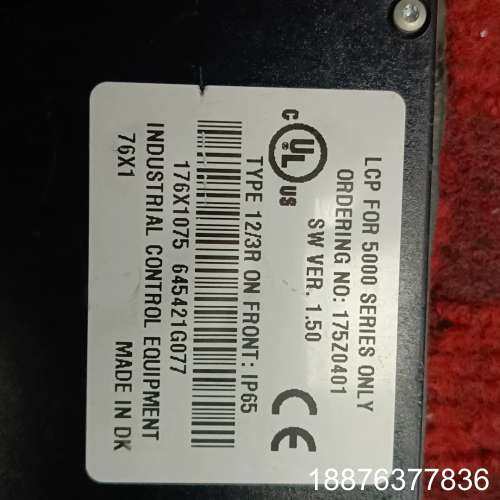 LCP FOR 5000 SERIES ONLY
ORDERING NO: 175Z0401
SW VER. 1.50
C UL US
TYPE 12/3R ON FRONT: IP65
CE
176X1075 645421G077
INDUSTRIAL CONTROL EQUIPMENT
76X1
MADE IN DK
18876377836